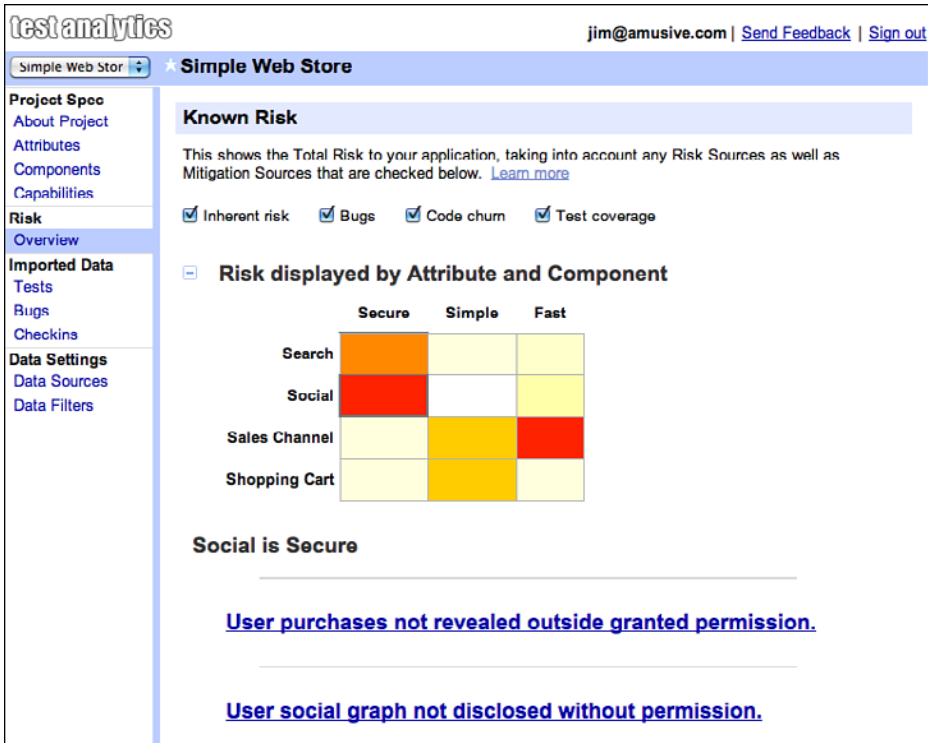 test analytics
jim@amusive.com | Send Feedback | Sign out
Simple Web Stor
Simple Web Store
Project Spec
About Project
Attributes
Components
Capabilities
Risk
Overview
Imported Data
Tests
Bugs
Checkins
Data Settings
Data Sources
Data Filters
Known Risk
This shows the Total Risk to your application, taking into account any Risk Sources as well as
Mitigation Sources that are checked below. Learn more
Inherent risk Bugs Code churn Test coverage
Risk displayed by Attribute and Component
Secure Simple Fast
Search
Social
Sales Channel
Shopping Cart
Social is Secure
User purchases not revealed outside granted permission.
User social graph not disclosed without permission.